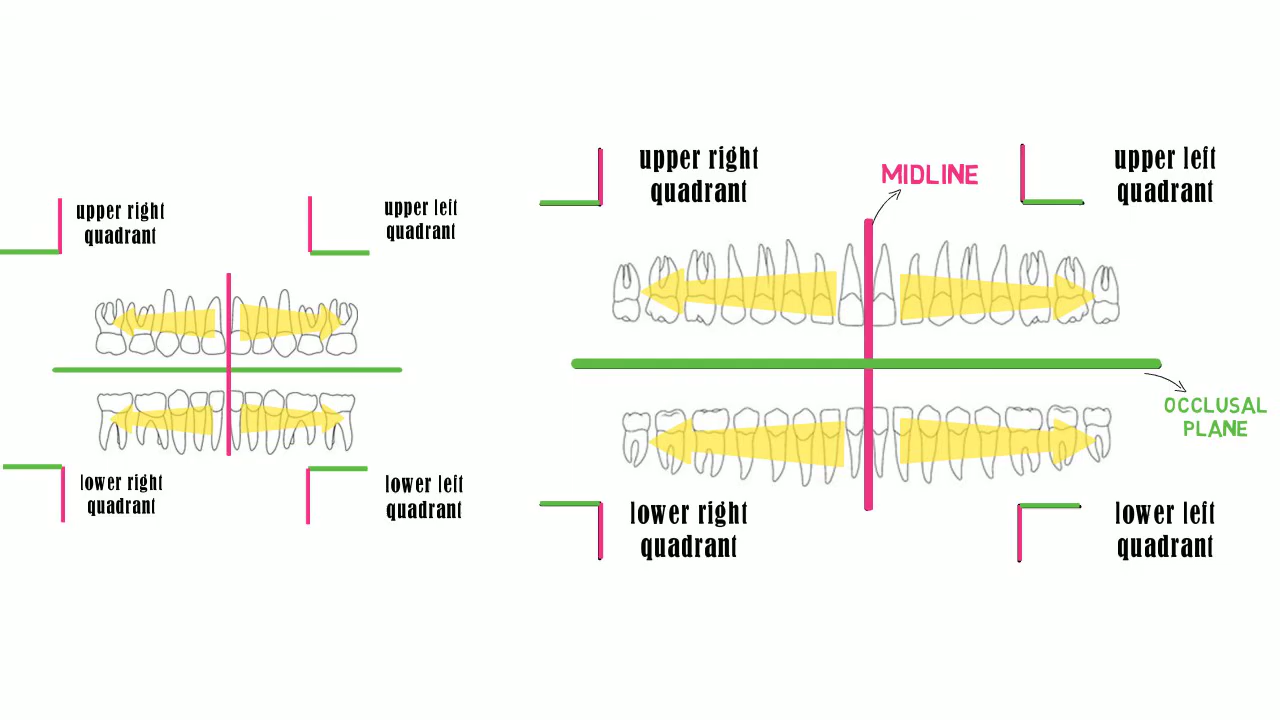 upper right
quadrant
upper left
quadrant
lower right
quadrant
lower left
quadrant
upper right
quadrant
MIDLINE
upper left
quadrant
OCCLUSAL
PLANE
lower right
quadrant
lower left
quadrant